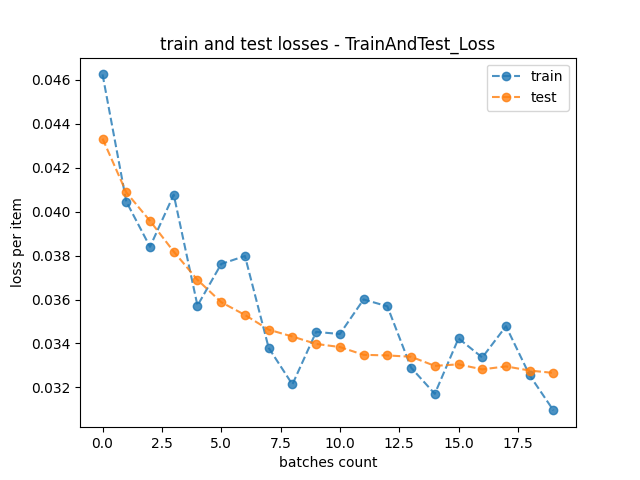 train and test losses - TrainAndTest_Loss
train
test
0.046
0.044
0.042
0.040
0.038
0.036
0.034
0.032
loss per item
0.0 2.5 5.0 7.5 10.0 12.5 15.0 17.5
batches count